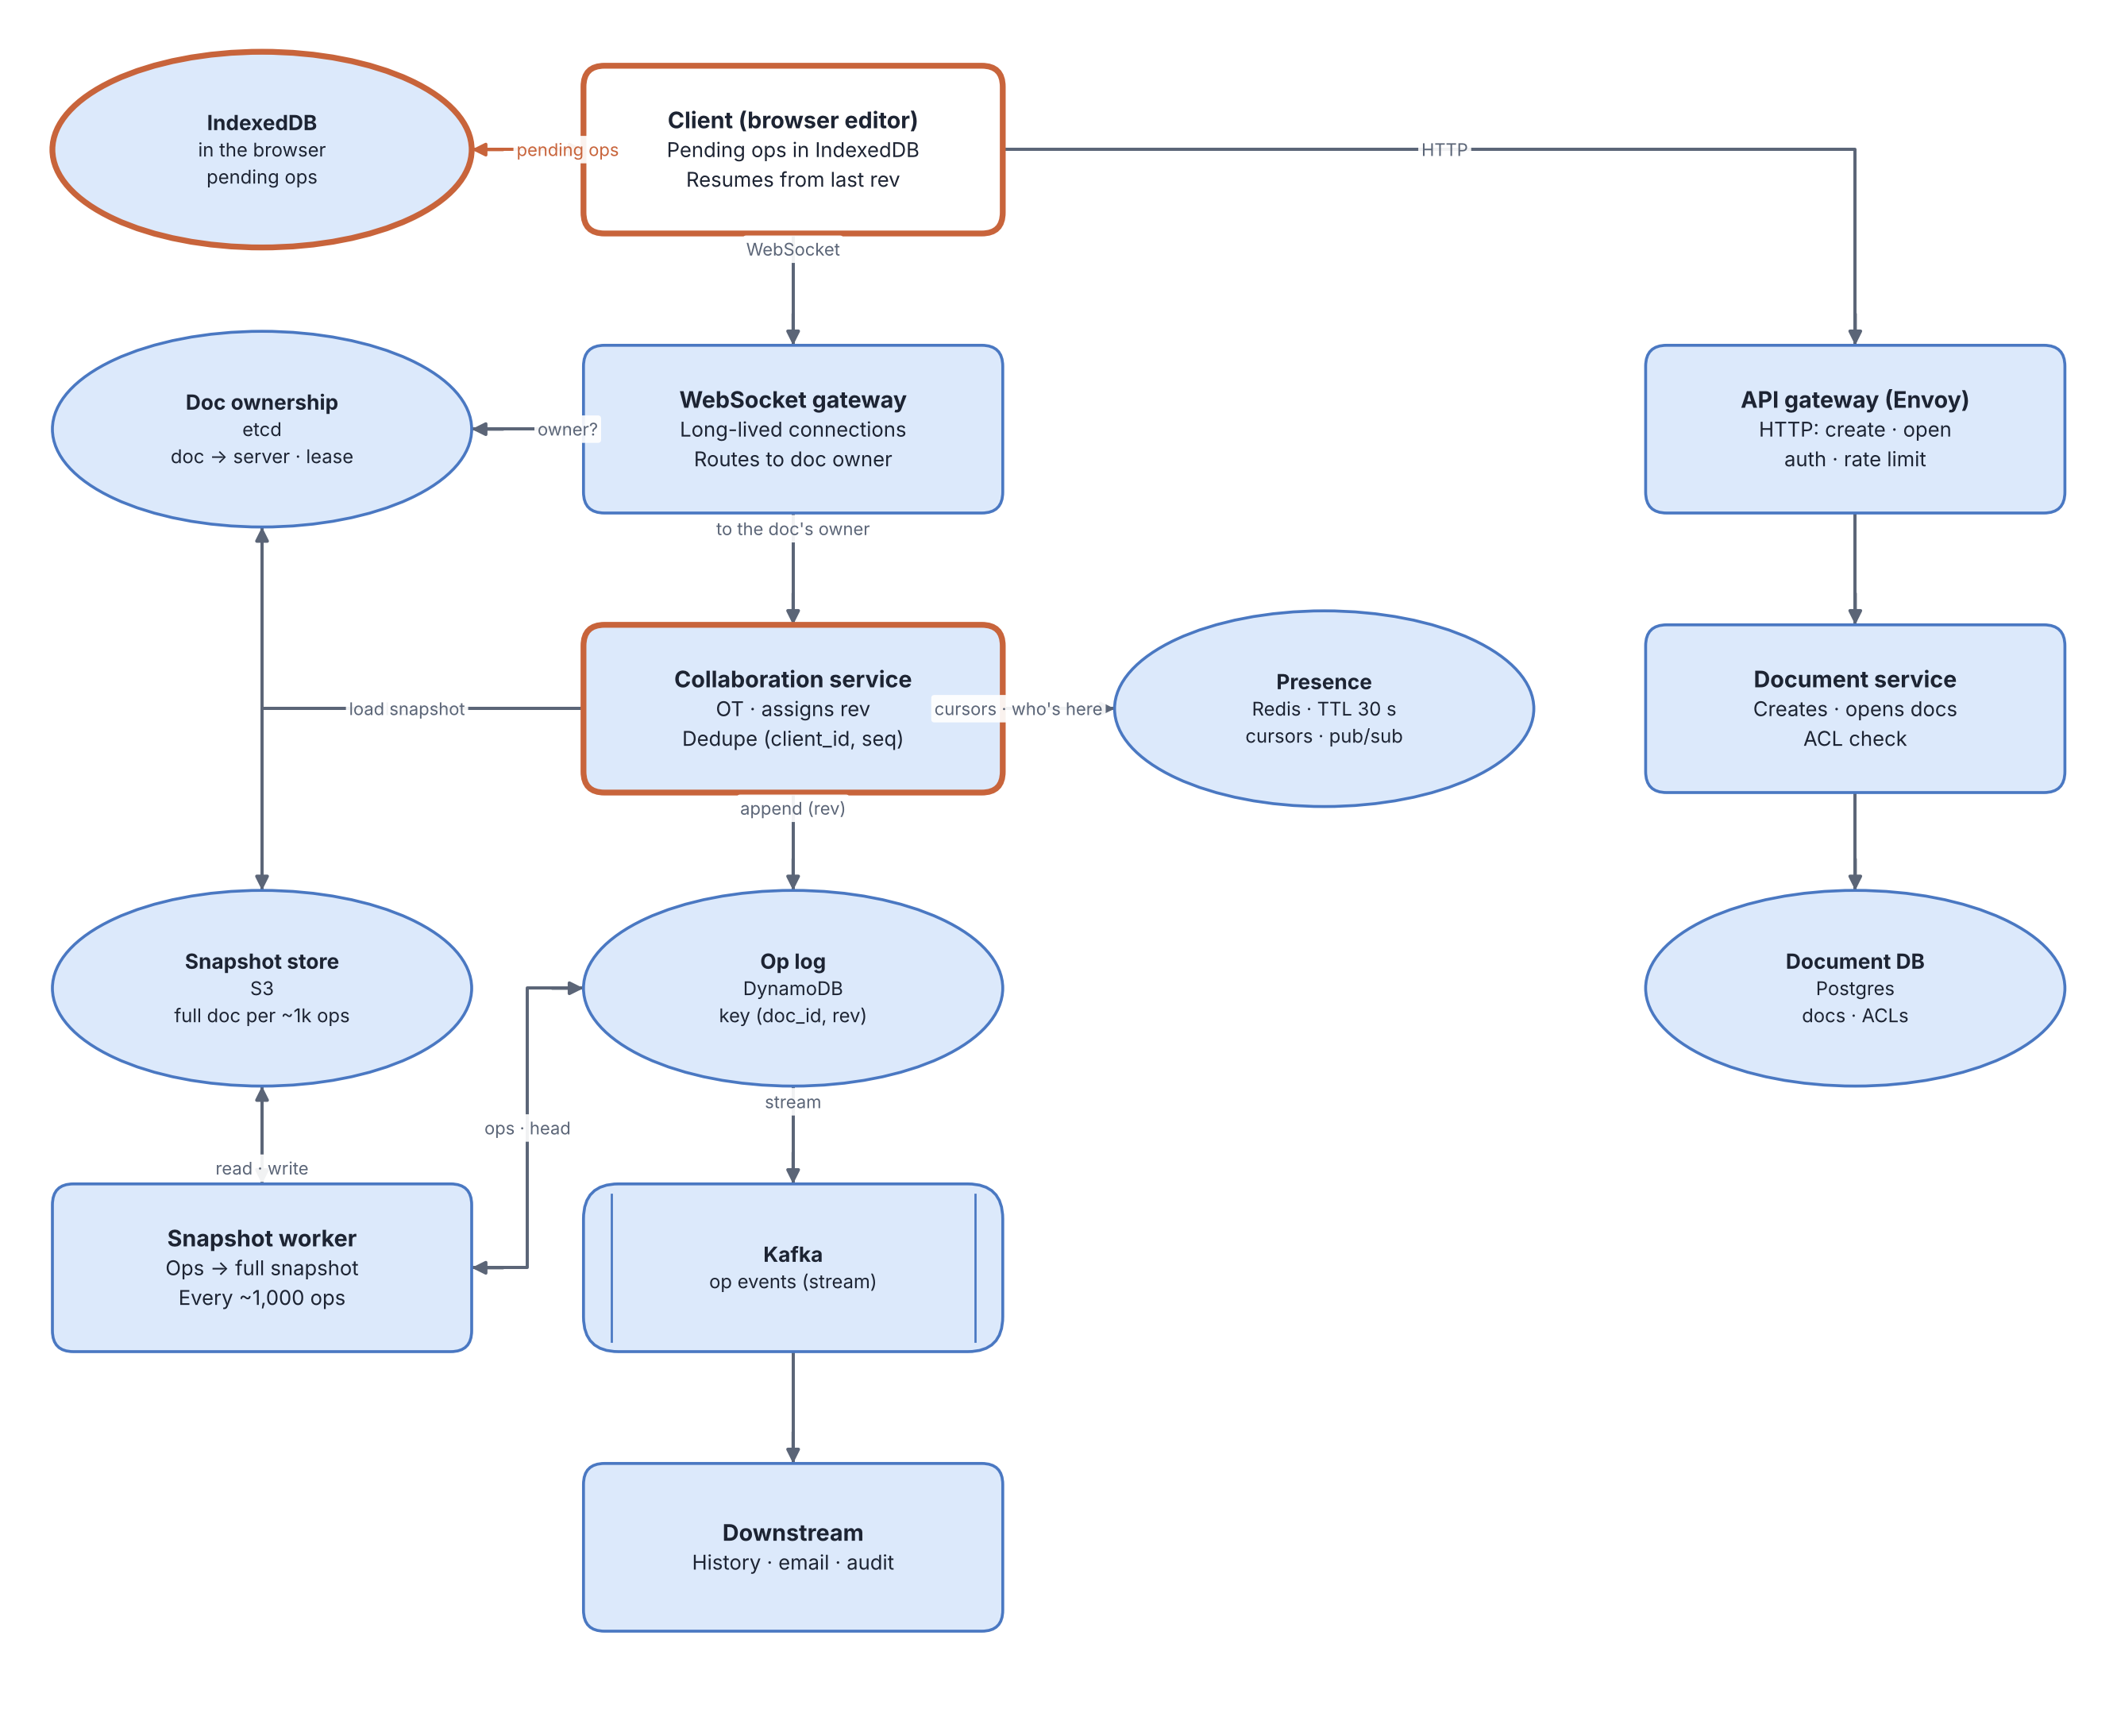 IndexedDB
in the browser
pending ops
pending ops
Client (browser editor)
Pending ops in IndexedDB
Resumes from last rev
HTTP
WebSocket
Doc ownership
etcd
doc → server · lease
owner?
WebSocket gateway
Long-lived connections
Routes to doc owner
API gateway (Envoy)
HTTP: create · open
auth · rate limit
to the doc's owner
load snapshot
Collaboration service
OT · assigns rev
Dedupe (client_id, seq)
cursors · who's here
Presence
Redis · TTL 30 s
cursors · pub/sub
Document service
Creates · opens docs
ACL check
append (rev)
Snapshot store
S3
full doc per ~1k ops
Op log
DynamoDB
key (doc_id, rev)
Document DB
Postgres
docs · ACLs
stream
ops · head
read · write
Snapshot worker
Ops → full snapshot
Every ~1,000 ops
Kafka
op events (stream)
Downstream
History · email · audit